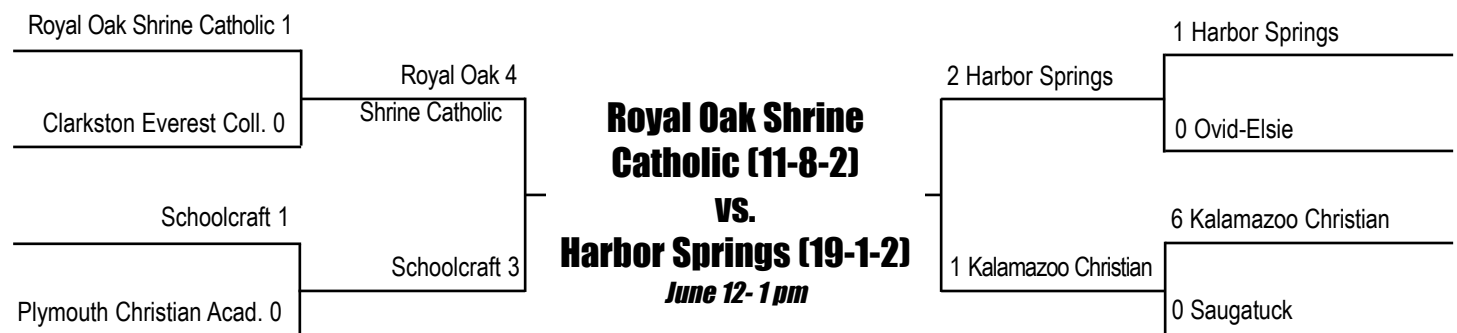 Royal Oak Shrine Catholic 1
Clarkston Everest Coll. 0
Schoolcraft 1
Plymouth Christian Acad. 0
Royal Oak 4
Shrine Catholic
Schoolcraft 3
Royal Oak Shrine
Catholic (11-8-2)
vs.
Harbor Springs (19-1-2)
June 12- 1 pm
2 Harbor Springs
1 Kalamazoo Christian
1 Harbor Springs
0 Ovid-Elsie
6 Kalamazoo Christian
0 Saugatuck